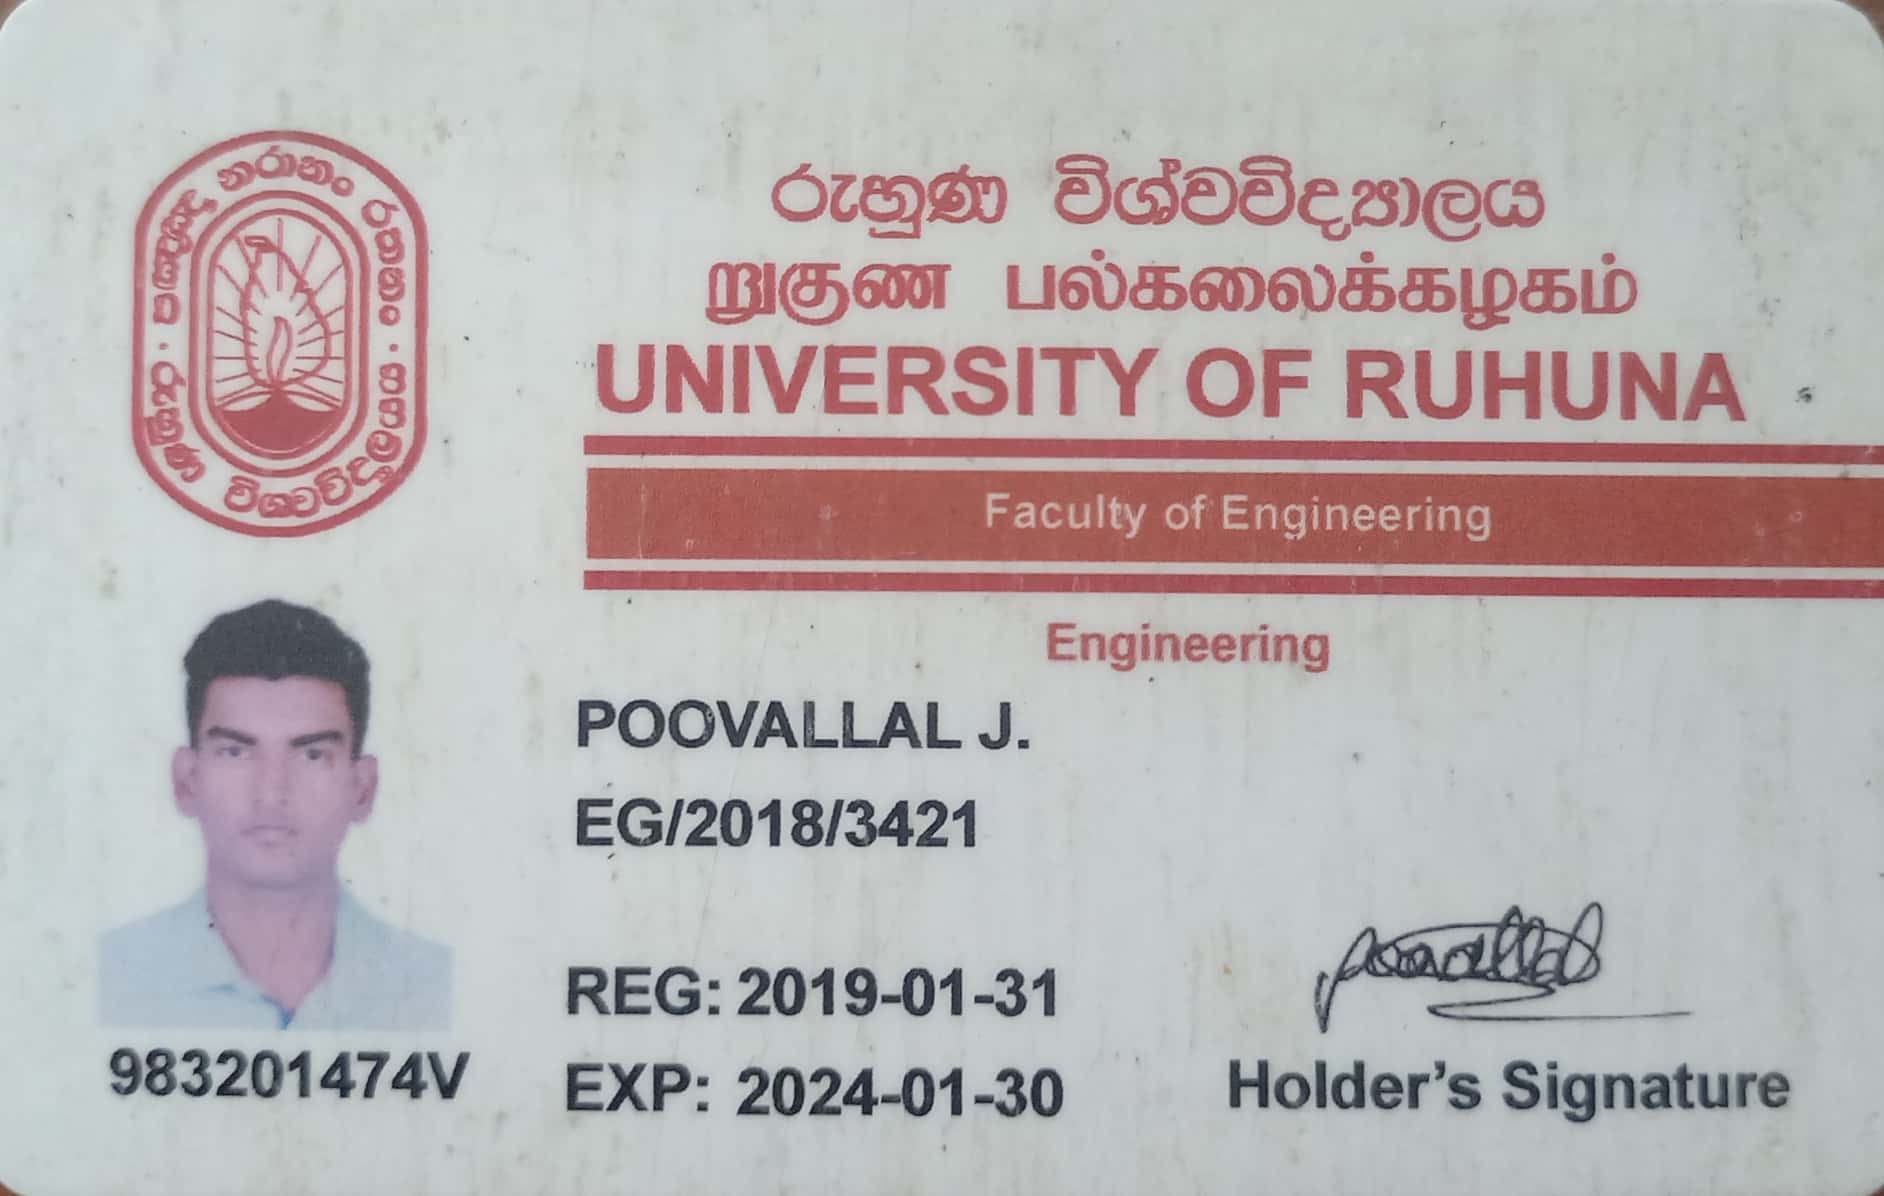 රුහුණ විශ්වවිද්‍යාලය
றுகுண பல்கலைக்கழகம்
UNIVERSITY OF RUHUNA
Faculty of Engineering
Engineering
POOVALLAL J.
EG/2018/3421
REG: 2019-01-31
983201474V
EXP: 2024-01-30
Holder's Signature